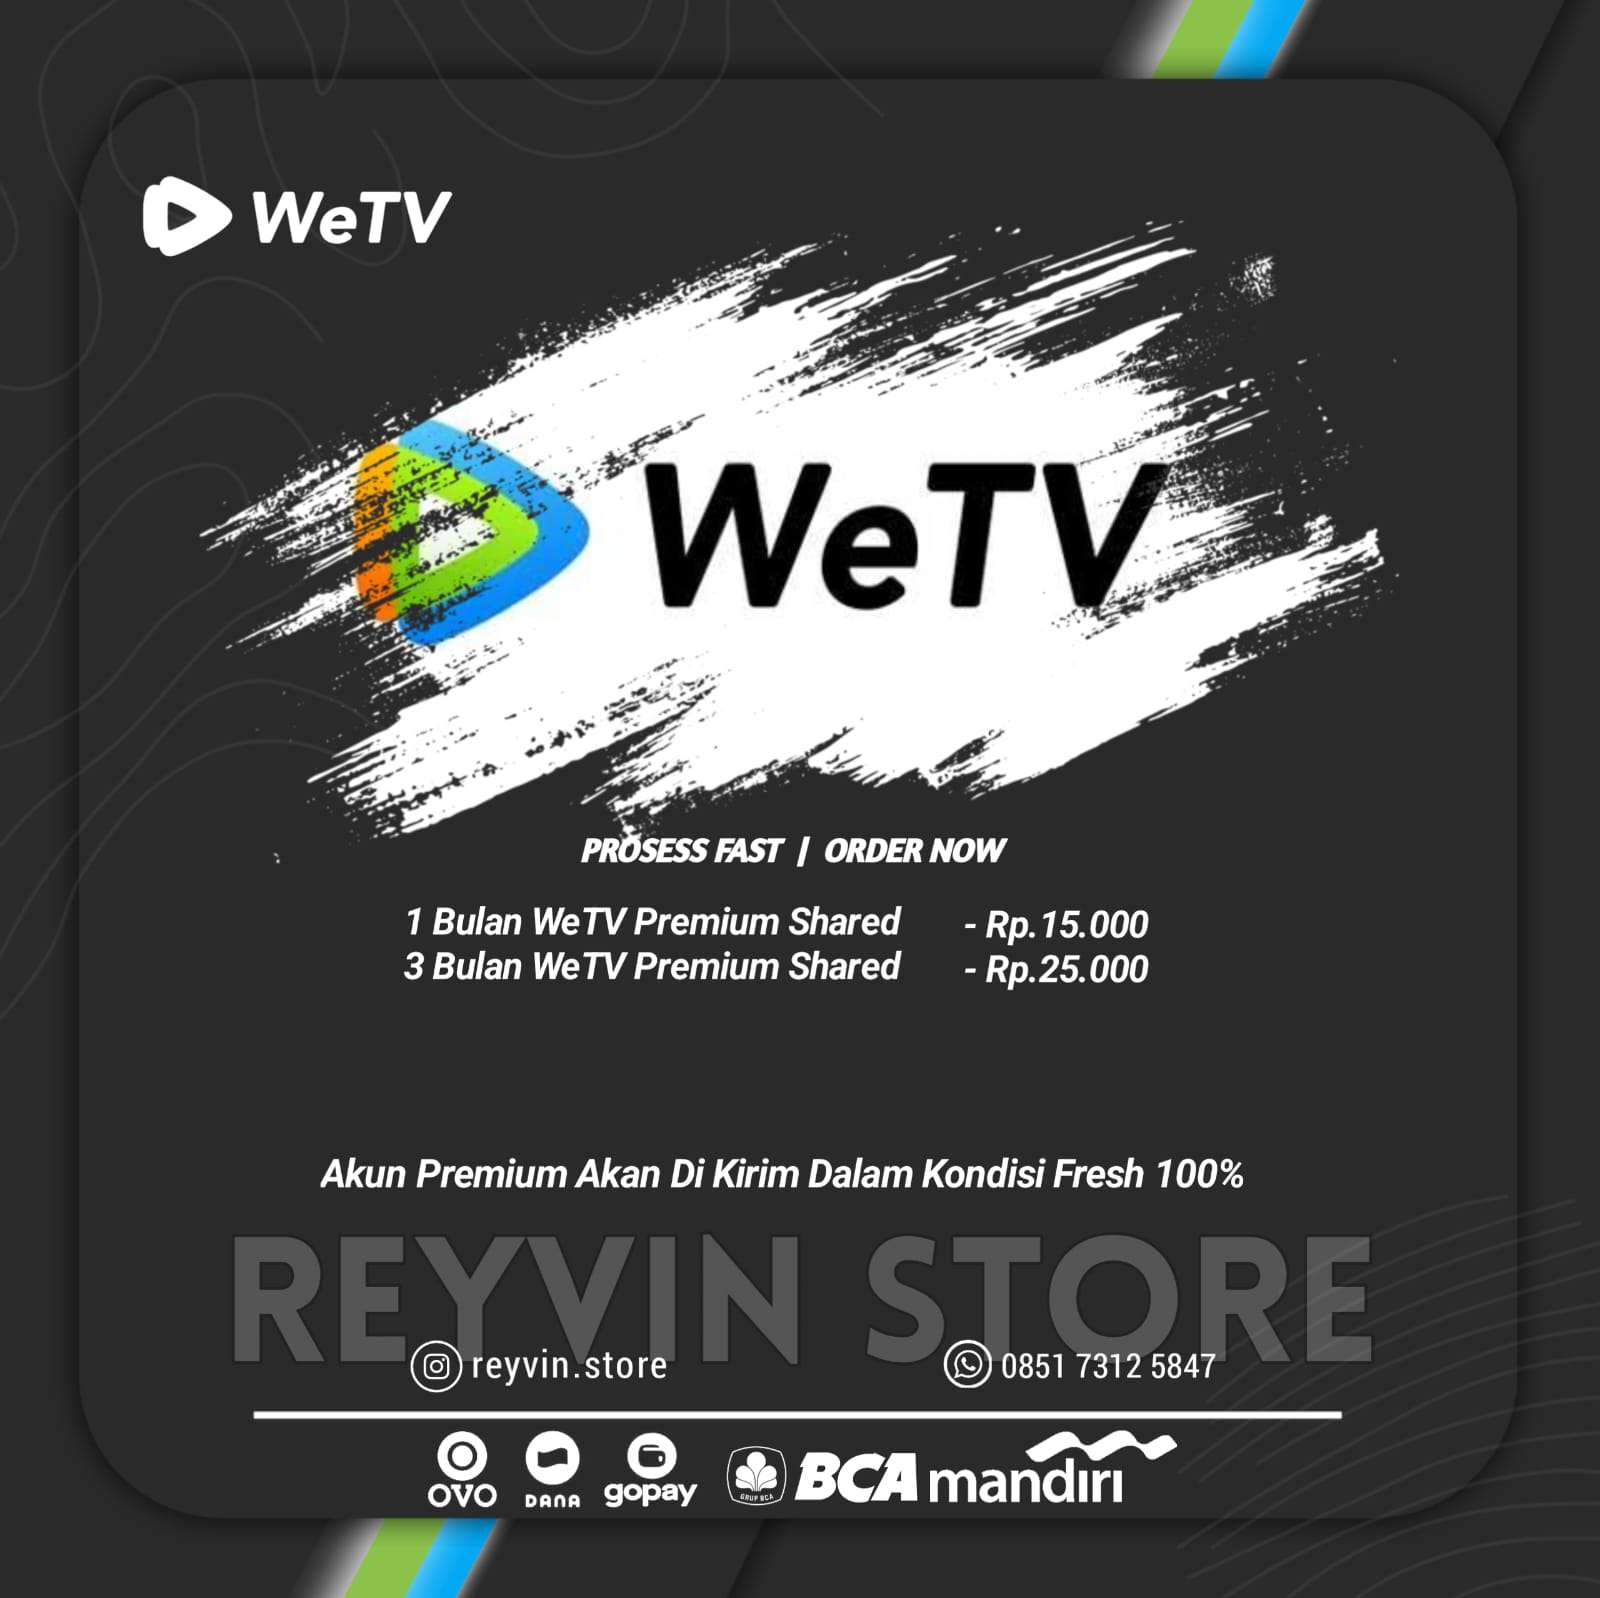 WeTV
WeTV
PROSESS FAST | ORDER NOW
1 Bulan WeTV Premium Shared - Rp.15.000
3 Bulan WeTV Premium Shared - Rp.25.000
Akun Premium Akan Di Kirim Dalam Kondisi Fresh 100%
REYVIN STORE
reyvin.store 0851 7312 5847
OVO DANA gopay GRUP BCA BCA mandiri